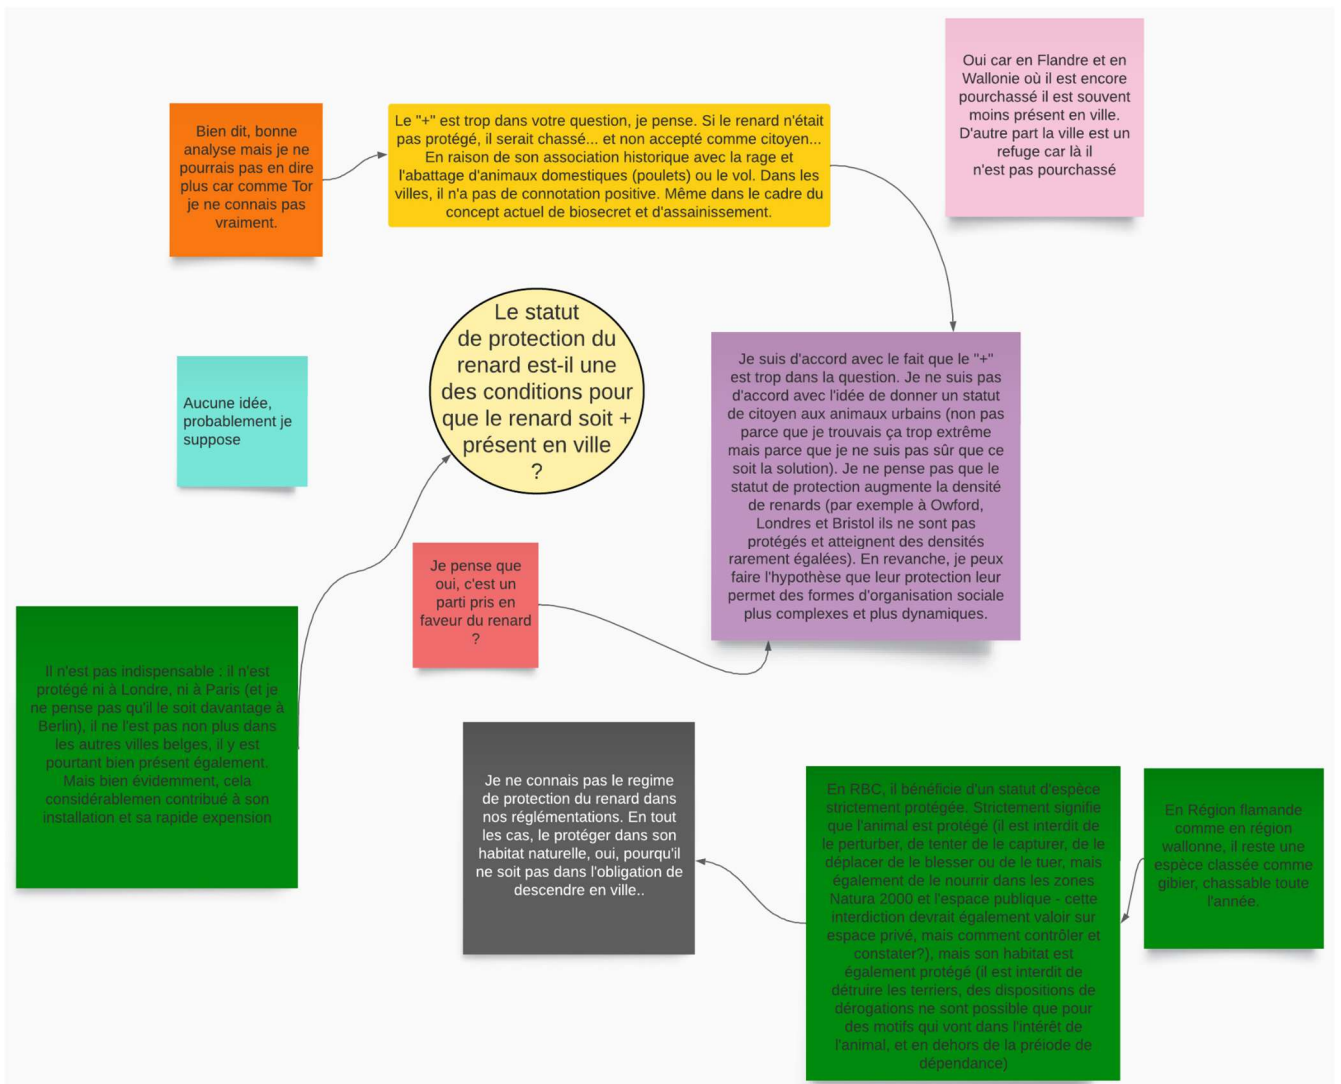 Oui car en Flandre et en
Wallonie où il est encore
pourchassé il est souvent
moins présent en ville.
D'autre part la ville est un
refuge car là il
n'est pas pourchassé
Bien dit, bonne
analyse mais je ne
pourrais pas en dire
plus car comme Tor
je ne connais pas
vraiment.
Le "+" est trop dans votre question, je pense. Si le renard n'était
pas protégé, il serait chassé... et non accepté comme citoyen...
En raison de son association historique avec la rage et
l'abattage d'animaux domestiques (poulets) ou le vol. Dans les
villes, il n'a pas de connotation positive. Même dans le cadre du
concept actuel de biosecret et d'assainissement.
Le statut
de protection du
renard est-il une
des conditions pour
que le renard soit +
présent en ville
?
Je suis d'accord avec le fait que le "+"
est trop dans la question. Je ne suis pas
d'accord avec l'idée de donner un statut
de citoyen aux animaux urbains (non pas
parce que je trouvais ça trop extrême
mais parce que je ne suis pas sûr que ce
soit la solution). Je ne pense pas que le
statut de protection augmente la densité
de renards (par exemple à Owford,
Londres et Bristol ils ne sont pas
protégés et atteignent des densités
rarement égalées). En revanche, je peux
faire l'hypothèse que leur protection leur
permet des formes d'organisation sociale
plus complexes et plus dynamiques.
Aucune idée,
probablement je
suppose
Je pense que
oui, c'est un
parti pris en
faveur du renard
?
Il n'est pas indispensable : il n'est
protégé ni à Londre, ni à Paris (et je
ne pense pas qu'il le soit davantage à
Berlin), il ne l'est pas non plus dans
les autres villes belges, il y est
pourtant bien présent également.
Mais bien évidemment, cela
considérablemen contribué à son
installation et sa rapide expension
Je ne connais pas le regime
de protection du renard dans
nos réglémentations. En tout
les cas, le protéger dans son
habitat naturelle, oui, pourqu'il
ne soit pas dans l'obligation de
descendre en ville..
En RBC, il bénéficie d'un statut d'espèce
strictement protégée. Strictement signifie
que l'animal est protégé (il est interdit de
le perturber, de tenter de le capturer, de le
déplacer de le blesser ou de le tuer, mais
également de le nourrir dans les zones
Natura 2000 et l'espace publique - cette
interdiction devrait également valoir sur
espace privé, mais comment contrôler et
constater?), mais son habitat est
également protégé (il est interdit de
détruire les terriers, des dispositions de
dérogations ne sont possible que pour
des motifs qui vont dans l'intérêt de
l'animal, et en dehors de la préiode de
dépendance)
En Région flamande
comme en région
wallonne, il reste une
espèce classée comme
gibier, chassable toute
l'année.